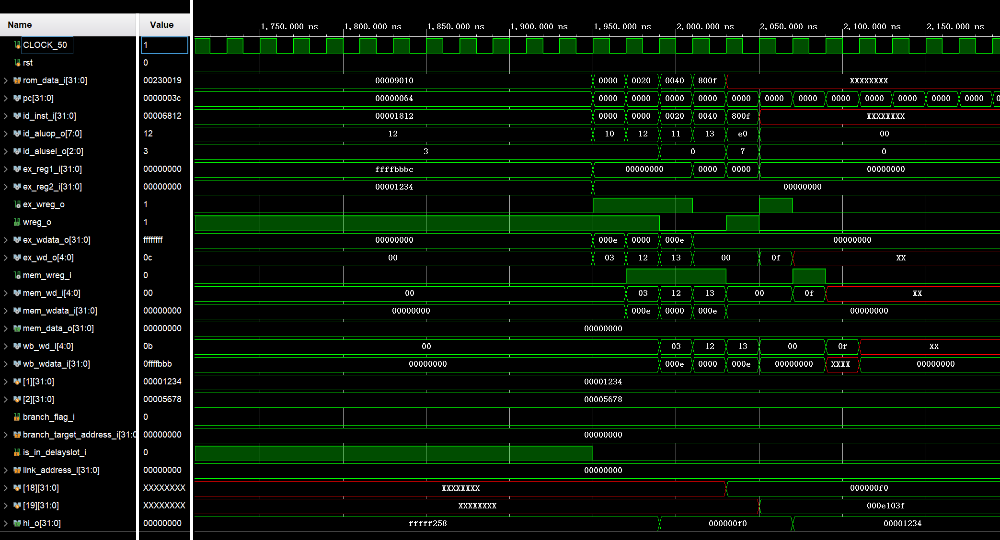 Name Value
1,750.000 ns 1,800.000 ns 1,850.000 ns 1,900.000 ns 1,950.000 ns 2,000.000 ns 2,050.000 ns 2,100.000 ns 2,150.000 ns
CLOCK_50 1
rst 0
rom_data_i[31:0] 00230019 00009010 0000 0020 0040 800f XXXXXXXX
pc[31:0] 0000003c 00000064 0000 0000 0000 0000 0000 0000 0000 0000 0000 0000 0000 0000 0
id_inst_i[31:0] 00006812 00001812 0000 0000 0020 0040 800f XXXXXXXX
id_aluop_o[7:0] 12 12 10 12 11 13 e0 00
id_alusel_o[2:0] 3 3 0 7 0
ex_reg1_i[31:0] 00000000 ffffbbbc 00000000 0000 0000 00000000
ex_reg2_i[31:0] 00000000 00001234 00000000
ex_wreg_o 1
wreg_o 1
ex_wdata_o[31:0] ffffffff 00000000 000e 0000 000e 00000000
ex_wd_o[4:0] 0c 00 03 12 13 00 0f XX
mem_wreg_i 0
mem_wd_i[4:0] 00 00 03 12 13 00 0f XX
mem_wdata_i[31:0] 00000000 00000000 000e 0000 000e 00000000
mem_data_o[31:0] 00000000 00000000
wb_wd_i[4:0] 0b 00 03 12 13 00 0f XX
wb_wdata_i[31:0] 0ffffbbb 00000000 000e 0000 000e 00000000 XXXX 00000000
[1][31:0] 00001234 00001234
[2][31:0] 00005678 00005678
branch_flag_i 0
branch_target_address_i[31:0 00000000 00000000
is_in_delayslot_i 0
link_address_i[31:0] 00000000 00000000
[18][31:0] XXXXXXXX XXXXXXXX 000000f0
[19][31:0] XXXXXXXX XXXXXXXX 000e103f
hi_o[31:0] 00000000 fffff258 000000f0 00001234